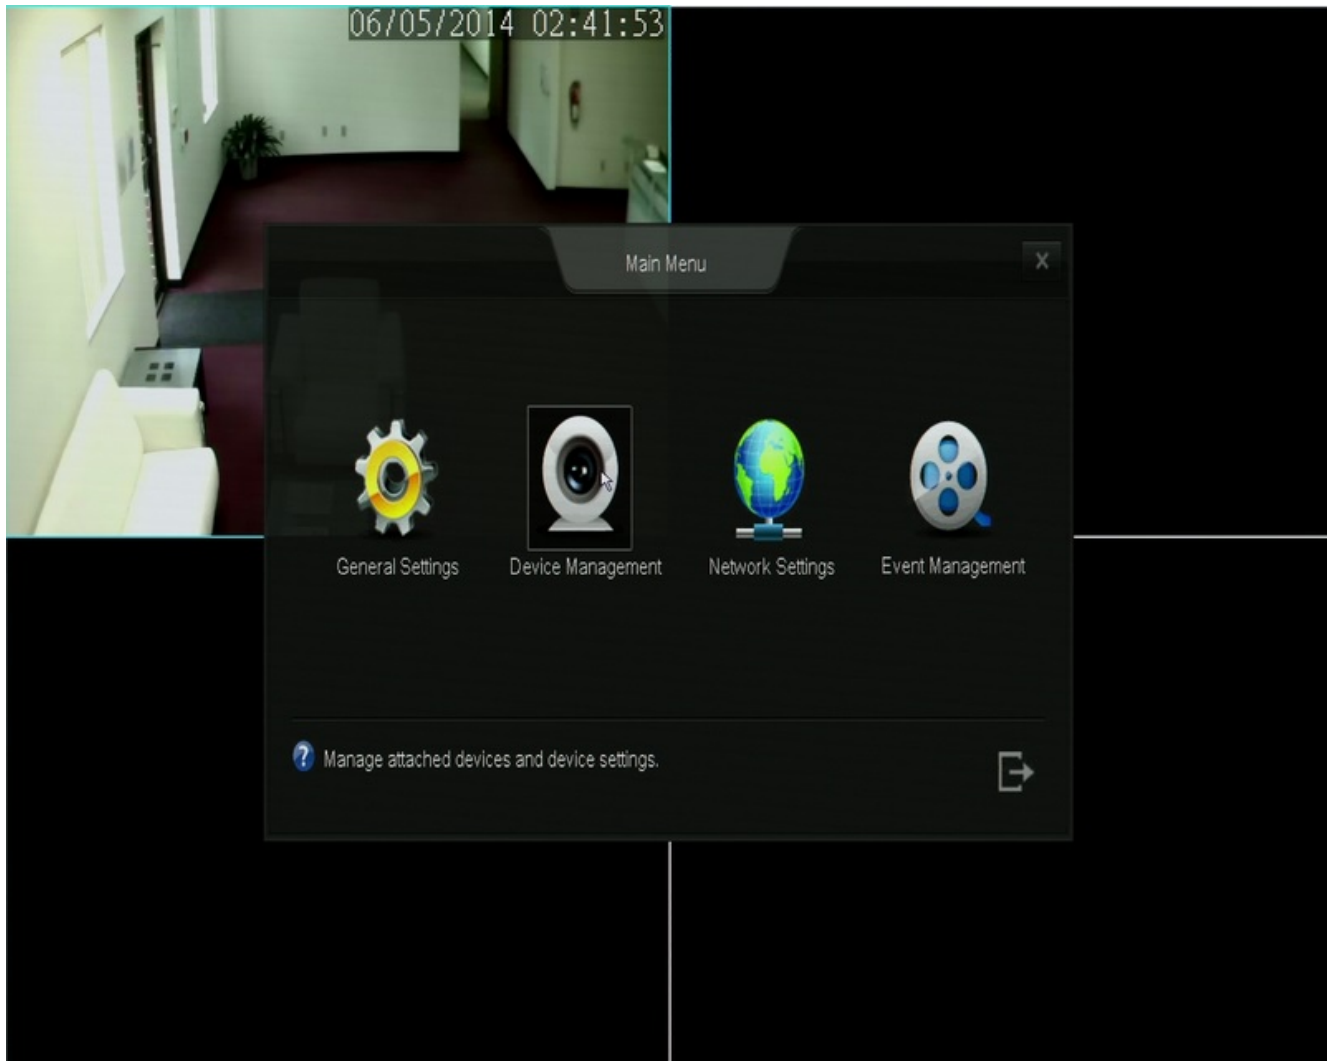 06/05/2014 02:41:53
Main Menu
X
General Settings
Device Management
Network Settings
Event Management
? Manage attached devices and device settings.